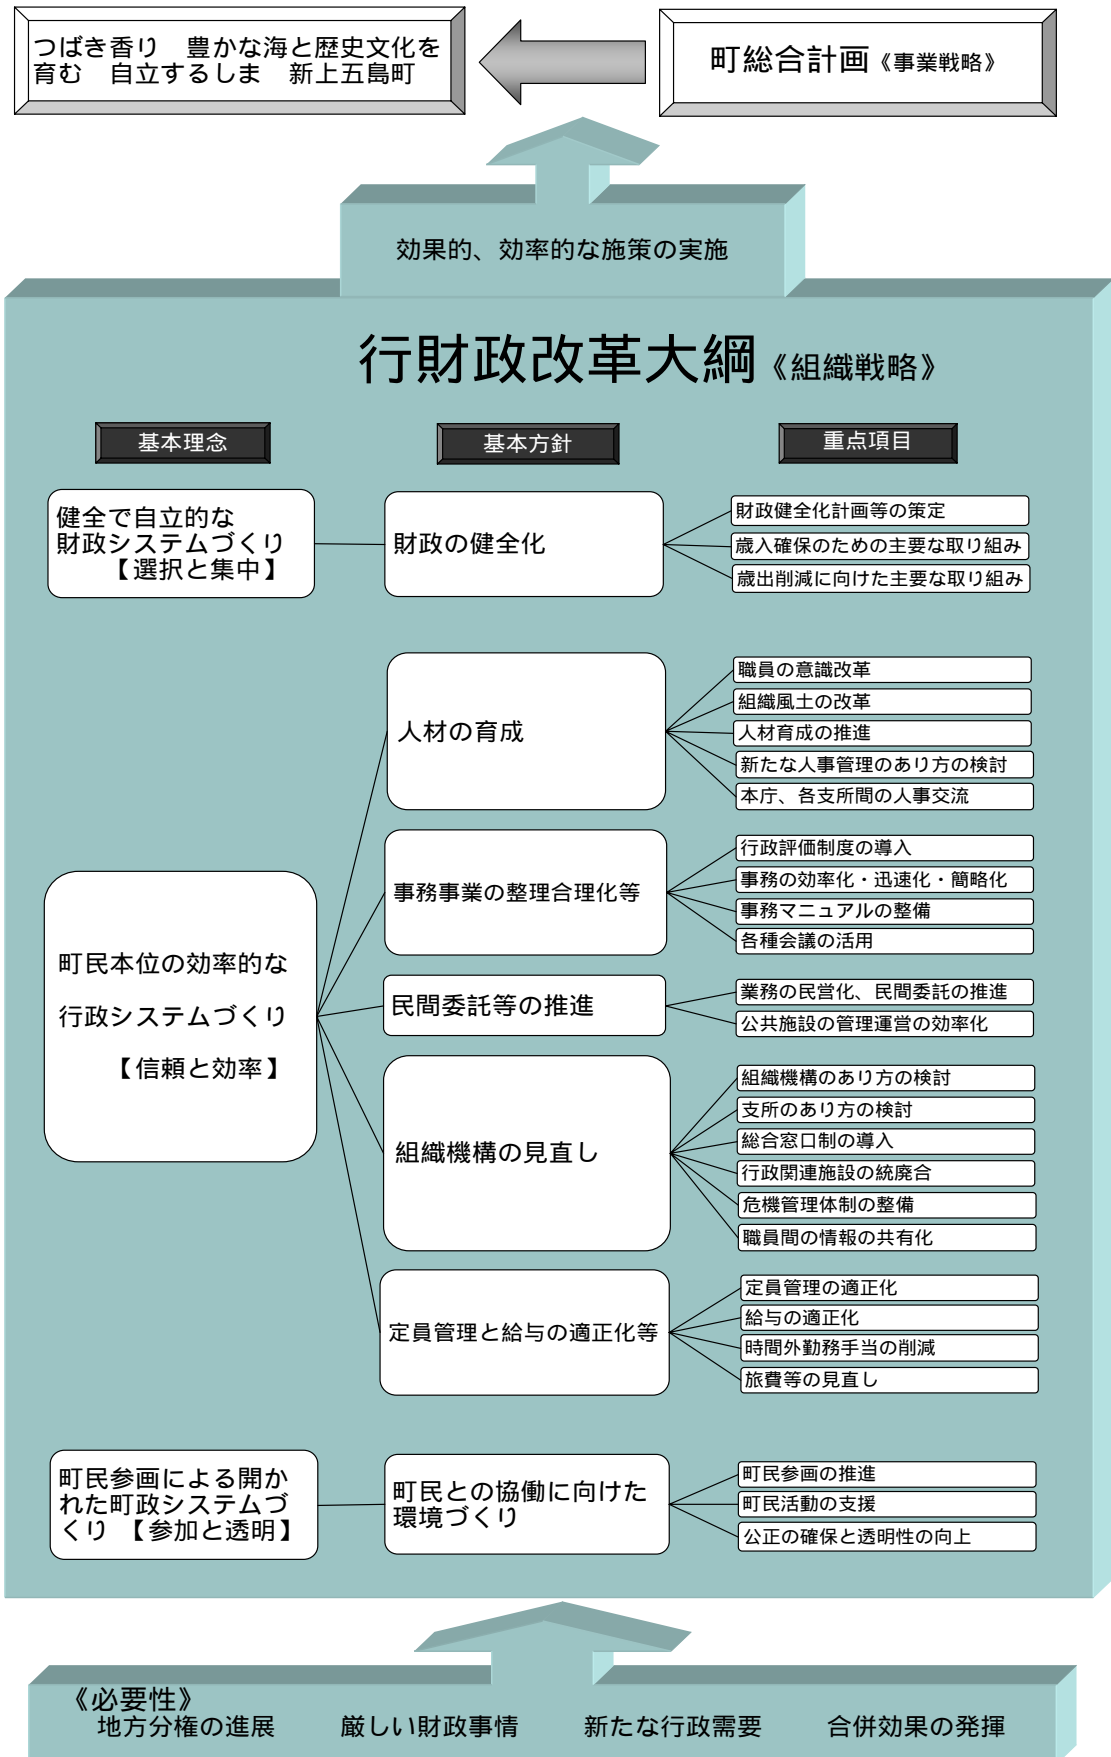 つばき香り　豊かな海と歴史文化を
育む　自立するしま　新上五島町
町総合計画《事業戦略》
効果的、効率的な施策の実施
行財政改革大綱《組織戦略》
基本理念
基本方針
重点項目
健全で自立的な
財政システムづくり
【選択と集中】
財政の健全化
財政健全化計画等の策定
歳入確保のための主要な取り組み
歳出削減に向けた主要な取り組み
町民本位の効率的な
行政システムづくり
【信頼と効率】
人材の育成
職員の意識改革
組織風土の改革
人材育成の推進
新たな人事管理のあり方の検討
本庁、各支所間の人事交流
事務事業の整理合理化等
行政評価制度の導入
事務の効率化・迅速化・簡略化
事務マニュアルの整備
各種会議の活用
民間委託等の推進
業務の民営化、民間委託の推進
公共施設の管理運営の効率化
組織機構の見直し
組織機構のあり方の検討
支所のあり方の検討
総合窓口制の導入
行政関連施設の統廃合
危機管理体制の整備
職員間の情報の共有化
定員管理と給与の適正化等
定員管理の適正化
給与の適正化
時間外勤務手当の削減
旅費等の見直し
町民参画による開か
れた町政システムづ
くり 【参加と透明】
町民との協働に向けた
環境づくり
町民参画の推進
町民活動の支援
公正の確保と透明性の向上
《必要性》
地方分権の進展　厳しい財政事情　新たな行政需要　合併効果の発揮